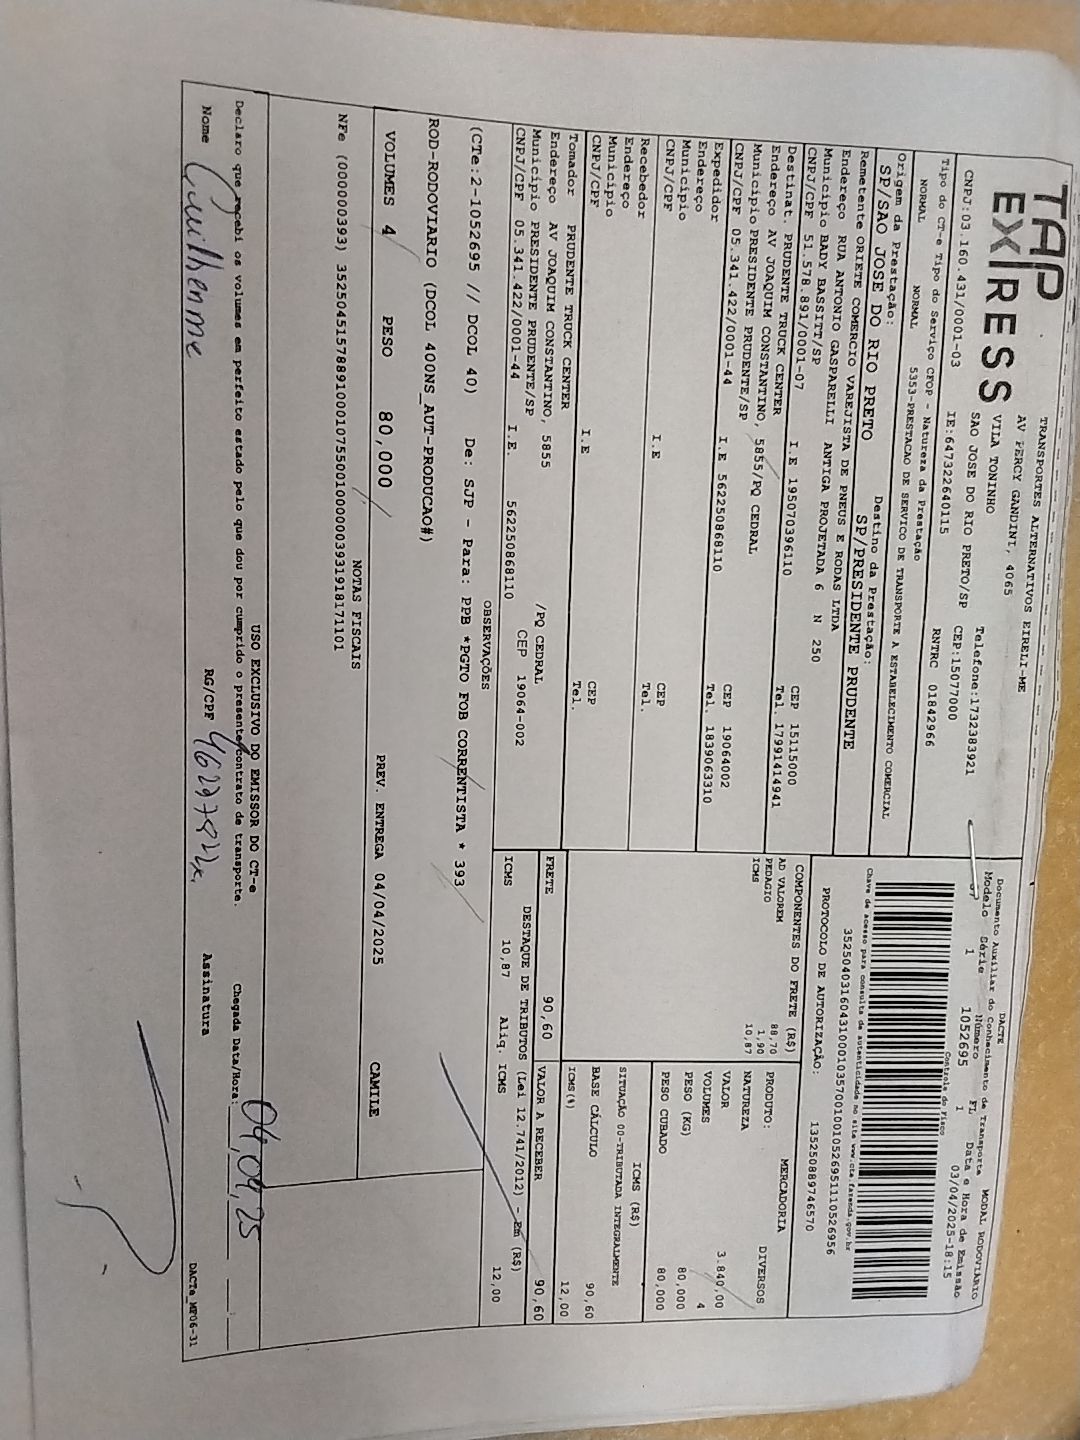 TAP
EX/RESS
TRANSPORTES ALTERNATIVOS EIRELI-ME
AV PERCY GANDINI, 4065
VILA TONINHO Telefone:1732383921
SAO JOSE DO RIO PRETO/SP CEP:15077000
CNPJ:03.160.431/0001-03 IE:647322640115 RNTRC 01842966
Tipo do CT-e Tipo do Serviço CFOP - Natureza da Prestação
NORMAL NORMAL 5353-PRESTACAO DE SERVICO DE TRANSPORTE A ESTABELECIMENTO COMERCIAL
Origem da Prestação: Destino da Prestação:
SP/SAO JOSE DO RIO PRETO SP/PRESIDENTE PRUDENTE
DACTE MODAL RODOVIÁRIO
Documento Auxiliar do Conhecimento de Transporte
Modelo Série Número FL Data e Hora de Emissão
57 1 1052695 1 03/04/2025-18:15
Controle do Fisco
Chave de acesso para consulta de autenticidade no site www.cte.fazenda.gov.br
35250403160431000103570010010526951110526956
PROTOCOLO DE AUTORIZAÇÃO: 135250889746570
Remetente ORIETE COMERCIO VAREJISTA DE PNEUS E RODAS LTDA
Endereço RUA ANTONIO GASPARELLI ANTIGA PROJETADA 6 N 250
Município BADY BASSITT/SP CEP 15115000
CNPJ/CPF 51.578.891/0001-07 I.E 195070396110 Tel. 17991414941
Destinat. PRUDENTE TRUCK CENTER
Endereço AV JOAQUIM CONSTANTINO, 5855/PQ CEDRAL
Município PRESIDENTE PRUDENTE/SP CEP 19064002
CNPJ/CPF 05.341.422/0001-44 I.E 562250868110 Tel. 1839063310
Expedidor
Endereço
Município CEP
CNPJ/CPF I.E Tel.
Recebedor
Endereço
Município CEP
CNPJ/CPF I.E Tel.
Tomador PRUDENTE TRUCK CENTER
Endereço AV JOAQUIM CONSTANTINO, 5855 /PQ CEDRAL
Município PRESIDENTE PRUDENTE/SP CEP 19064-002
CNPJ/CPF 05.341.422/0001-44 I.E. 562250868110
COMPONENTES DO FRETE (R$)
AD VALOREM 88,70
PEDAGIO 1,90
ICMS 10,87
FRETE 90,60
PRODUTO: MERCADORIA
NATUREZA DIVERSOS
VALOR 3.840,00
VOLUMES 4
PESO (KG) 80,000
PESO CUBADO 80,000
ICMS (R$)
SITUAÇÃO 00-TRIBUTADA INTEGRALMENTE
BASE CÁLCULO 90,60
ICMS(%) 12,00
VALOR A RECEBER 90,60
DESTAQUE DE TRIBUTOS (Lei 12.741/2012) - Em (R$)
ICMS 10,87 Aliq. ICMS 12,00
OBSERVAÇÕES
(CTe:2-1052695 // DCOL 40) De: SJP - Para: PPB *PGTO FOB CORRENTISTA * 393
ROD-RODOVIARIO (DCOL 400NS_AUT-PRODUCAO#)
VOLUMES 4 PESO 80,000 PREV. ENTREGA 04/04/2025 CAMILE
NOTAS FISCAIS
NFe (000000393) 35250451578891000107550010000003931918171101
USO EXCLUSIVO DO EMISSOR DO CT-e
Declaro que recebi os volumes em perfeito estado pelo que dou por cumprido o presente contrato de transporte. Chegada Data/Hora: 04,04,25
Nome Guilherme RG/CPF Assinatura
DACTe_MP06-31